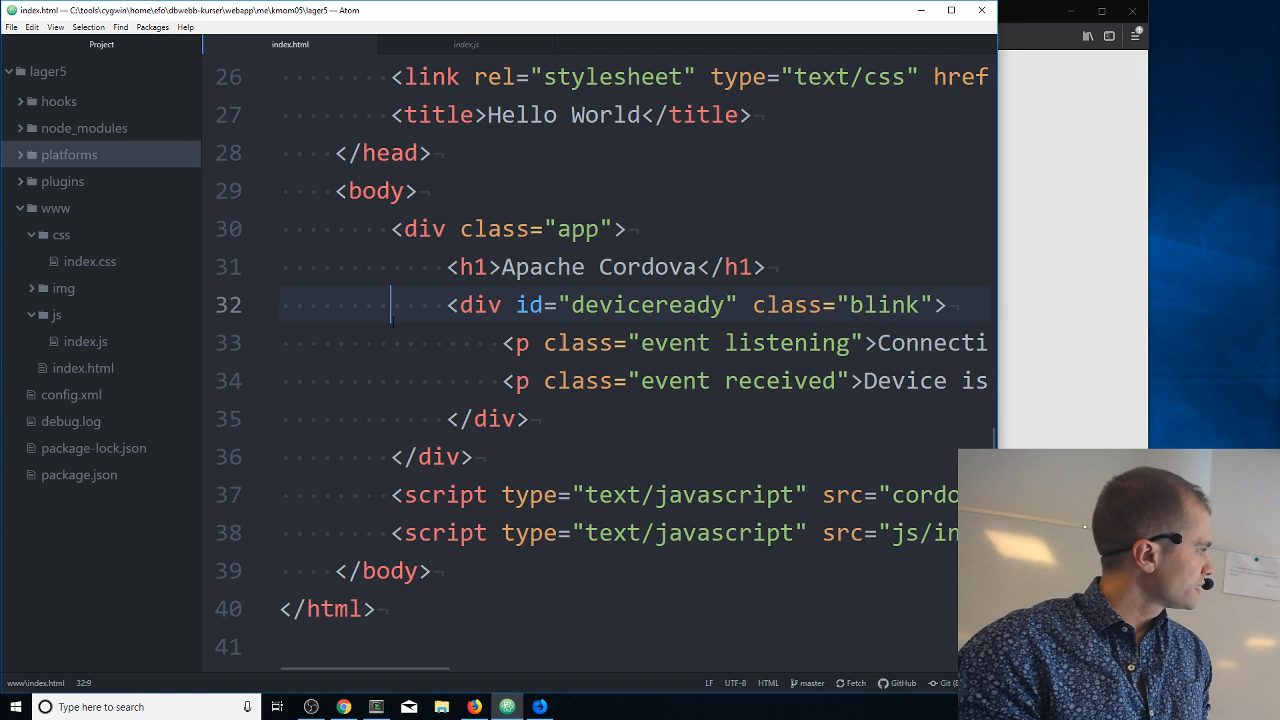 index.html — C:\tools\cygwin\home\efo\dbwebb-kurser\webapp\me\kmom05\lager5 — Atom
File Edit View Selection Find Packages Help
Project
index.html
index.js
lager5
hooks
node_modules
platforms
plugins
www
css
index.css
img
js
index.js
index.html
config.xml
debug.log
package-lock.json
package.json
26 <link rel="stylesheet" type="text/css" href
27 <title>Hello World</title>
28 </head>
29 <body>
30 <div class="app">
31 <h1>Apache Cordova</h1>
32 <div id="deviceready" class="blink">
33 <p class="event listening">Connecti
34 <p class="event received">Device is
35 </div>
36 </div>
37 <script type="text/javascript" src="cordo
38 <script type="text/javascript" src="js/in
39 </body>
40 </html>
41
www\index.html 32:9 LF UTF-8 HTML master Fetch GitHub Git (
Type here to search